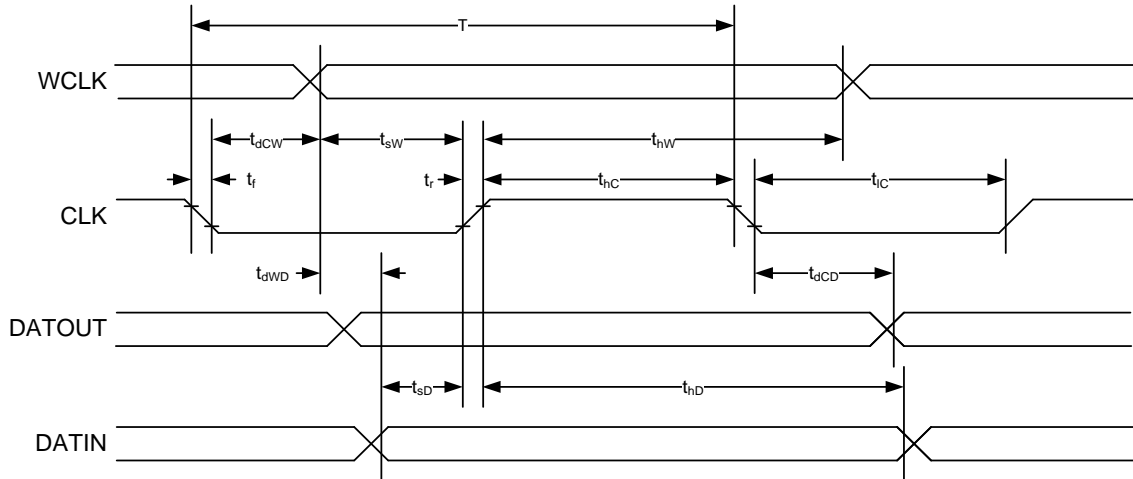 T
WCLK
tdCW
tsW
thW
tf
tr
thC
tlC
CLK
tdWD
tdCD
DATOUT
tsD
thD
DATIN